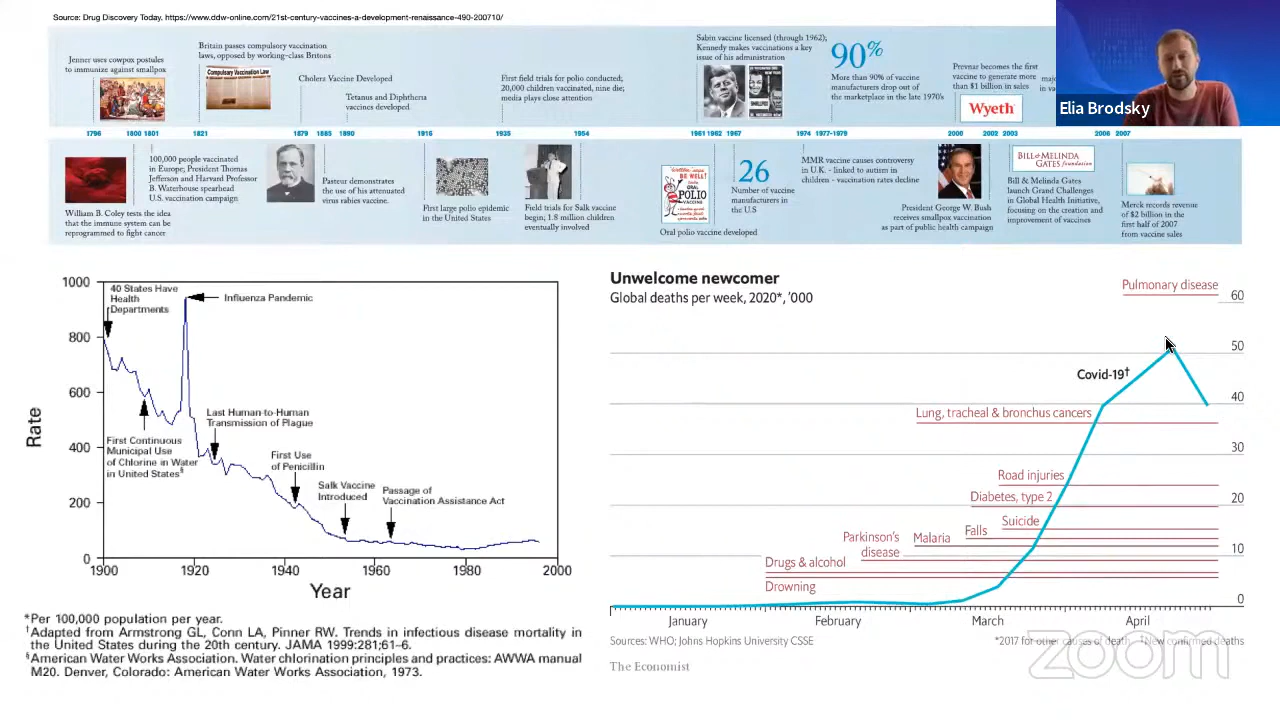 Source: Drug Discovery Today, https://www.ddw-online.com/21st-century-vaccines-a-development-renaissance-490-200710/
Jenner uses cowpox postules
to immunize against smallpox
Britain passes compulsory vaccination
laws, opposed by working-class Britons
Compulsory Vaccination Law
Cholera Vaccine Developed
Tetanus and Diphtheria
vaccines developed
First field trials for polio conducted;
20,000 children vaccinated, nine die;
media plays close attention
Sabin vaccine licensed (through 1962);
Kennedy makes vaccinations a key
issue of his administration
90%
More than 90% of vaccine
manufacturers drop out of
the marketplace in the late 1970's
Prevnar becomes the first
vaccine to generate more
than $1 billion in sales
Wyeth
majo
in va
Elia Brodsky
1796 1800 1801 1821 1879 1885 1890 1916 1935 1954 1961 1962 1967 1974 1977-1979 2000 2002 2003 2006 2007
William B. Coley tests the idea
that the immune system can be
reprogrammed to fight cancer
100,000 people vaccinated
in Europe; President Thomas
Jefferson and Harvard Professor
B. Waterhouse spearhead
U.S. vaccination campaign
Pasteur demonstrates
the use of his attenuated
virus rabies vaccine.
First large polio epidemic
in the United States
Field trials for Salk vaccine
begin; 1.8 million children
eventually involved
BE WELL!
ORAL
POLIO
VACCINE
Oral polio vaccine developed
26
Number of vaccine
manufacturers in
the U.S
MMR vaccine causes controversy
in U.K. - linked to autism in
children - vaccination rates decline
President George W. Bush
receives smallpox vaccination
as part of public health campaign
BILL & MELINDA
GATES foundation
Bill & Melinda Gates
launch Grand Challenges
in Global Health Initiative,
focusing on the creation and
improvement of vaccines
Merck records revenue
of $2 billion in the
first half of 2007
from vaccine sales
1000
800
600
400
200
0
Rate
40 States Have
Health
Departments
Influenza Pandemic
Last Human-to-Human
Transmission of Plague
First Continuous
Municipal Use
of Chlorine in Water
in United States§
First Use
of Penicillin
Salk Vaccine
Introduced
Passage of
Vaccination Assistance Act
1900 1920 1940 1960 1980 2000
Year
*Per 100,000 population per year.
†Adapted from Armstrong GL, Conn LA, Pinner RW. Trends in infectious disease mortality in
the United States during the 20th century. JAMA 1999:281;61–6.
§American Water Works Association. Water chlorination principles and practices: AWWA manual
M20. Denver, Colorado: American Water Works Association, 1973.
Unwelcome newcomer
Global deaths per week, 2020*, '000
Pulmonary disease
60
50
Covid-19†
40
Lung, tracheal & bronchus cancers
30
Road injuries
20
Diabetes, type 2
Suicide
Falls
Malaria
Parkinson's
disease
10
Drugs & alcohol
Drowning
0
January February March April
Sources: WHO; Johns Hopkins University CSSE
*2017 for other causes of death †New confirmed deaths
The Economist
zoom